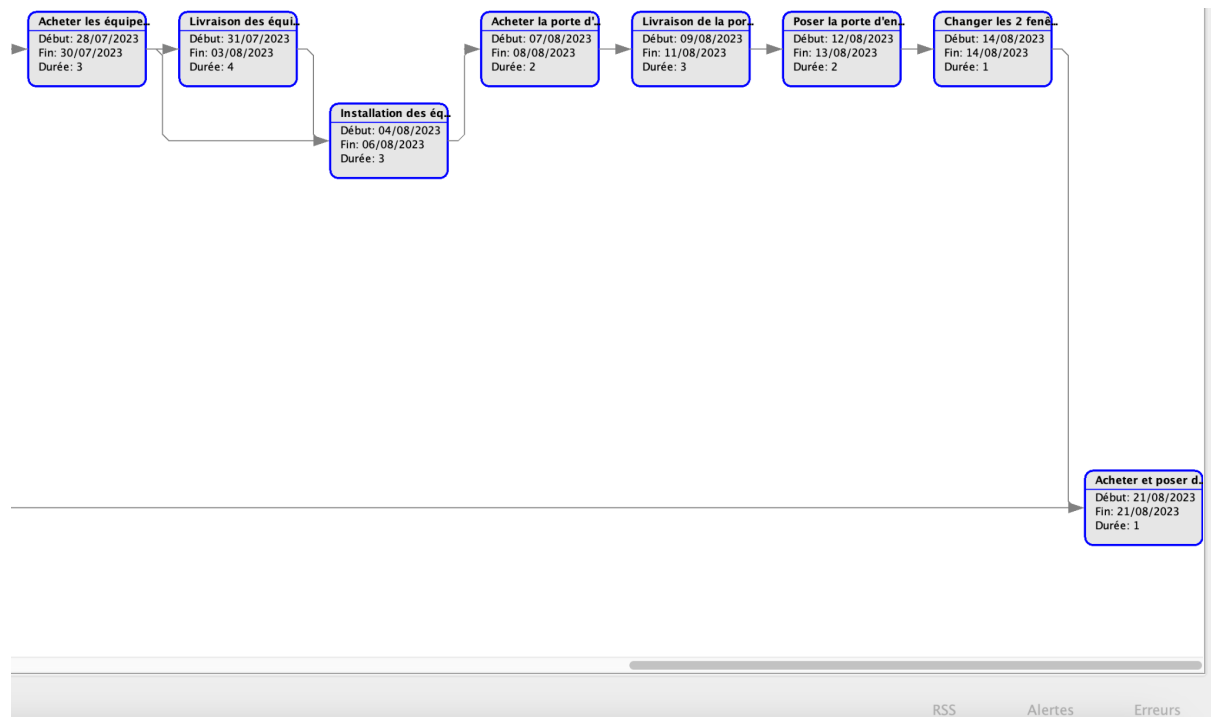 Acheter les équipe..
Début: 28/07/2023
Fin: 30/07/2023
Durée: 3
Livraison des équi..
Début: 31/07/2023
Fin: 03/08/2023
Durée: 4
Installation des éq..
Début: 04/08/2023
Fin: 06/08/2023
Durée: 3
Acheter la porte d'..
Début: 07/08/2023
Fin: 08/08/2023
Durée: 2
Livraison de la por..
Début: 09/08/2023
Fin: 11/08/2023
Durée: 3
Poser la porte d'en..
Début: 12/08/2023
Fin: 13/08/2023
Durée: 2
Changer les 2 fenê..
Début: 14/08/2023
Fin: 14/08/2023
Durée: 1
Acheter et poser d.
Début: 21/08/2023
Fin: 21/08/2023
Durée: 1
RSS Alertes Erreurs